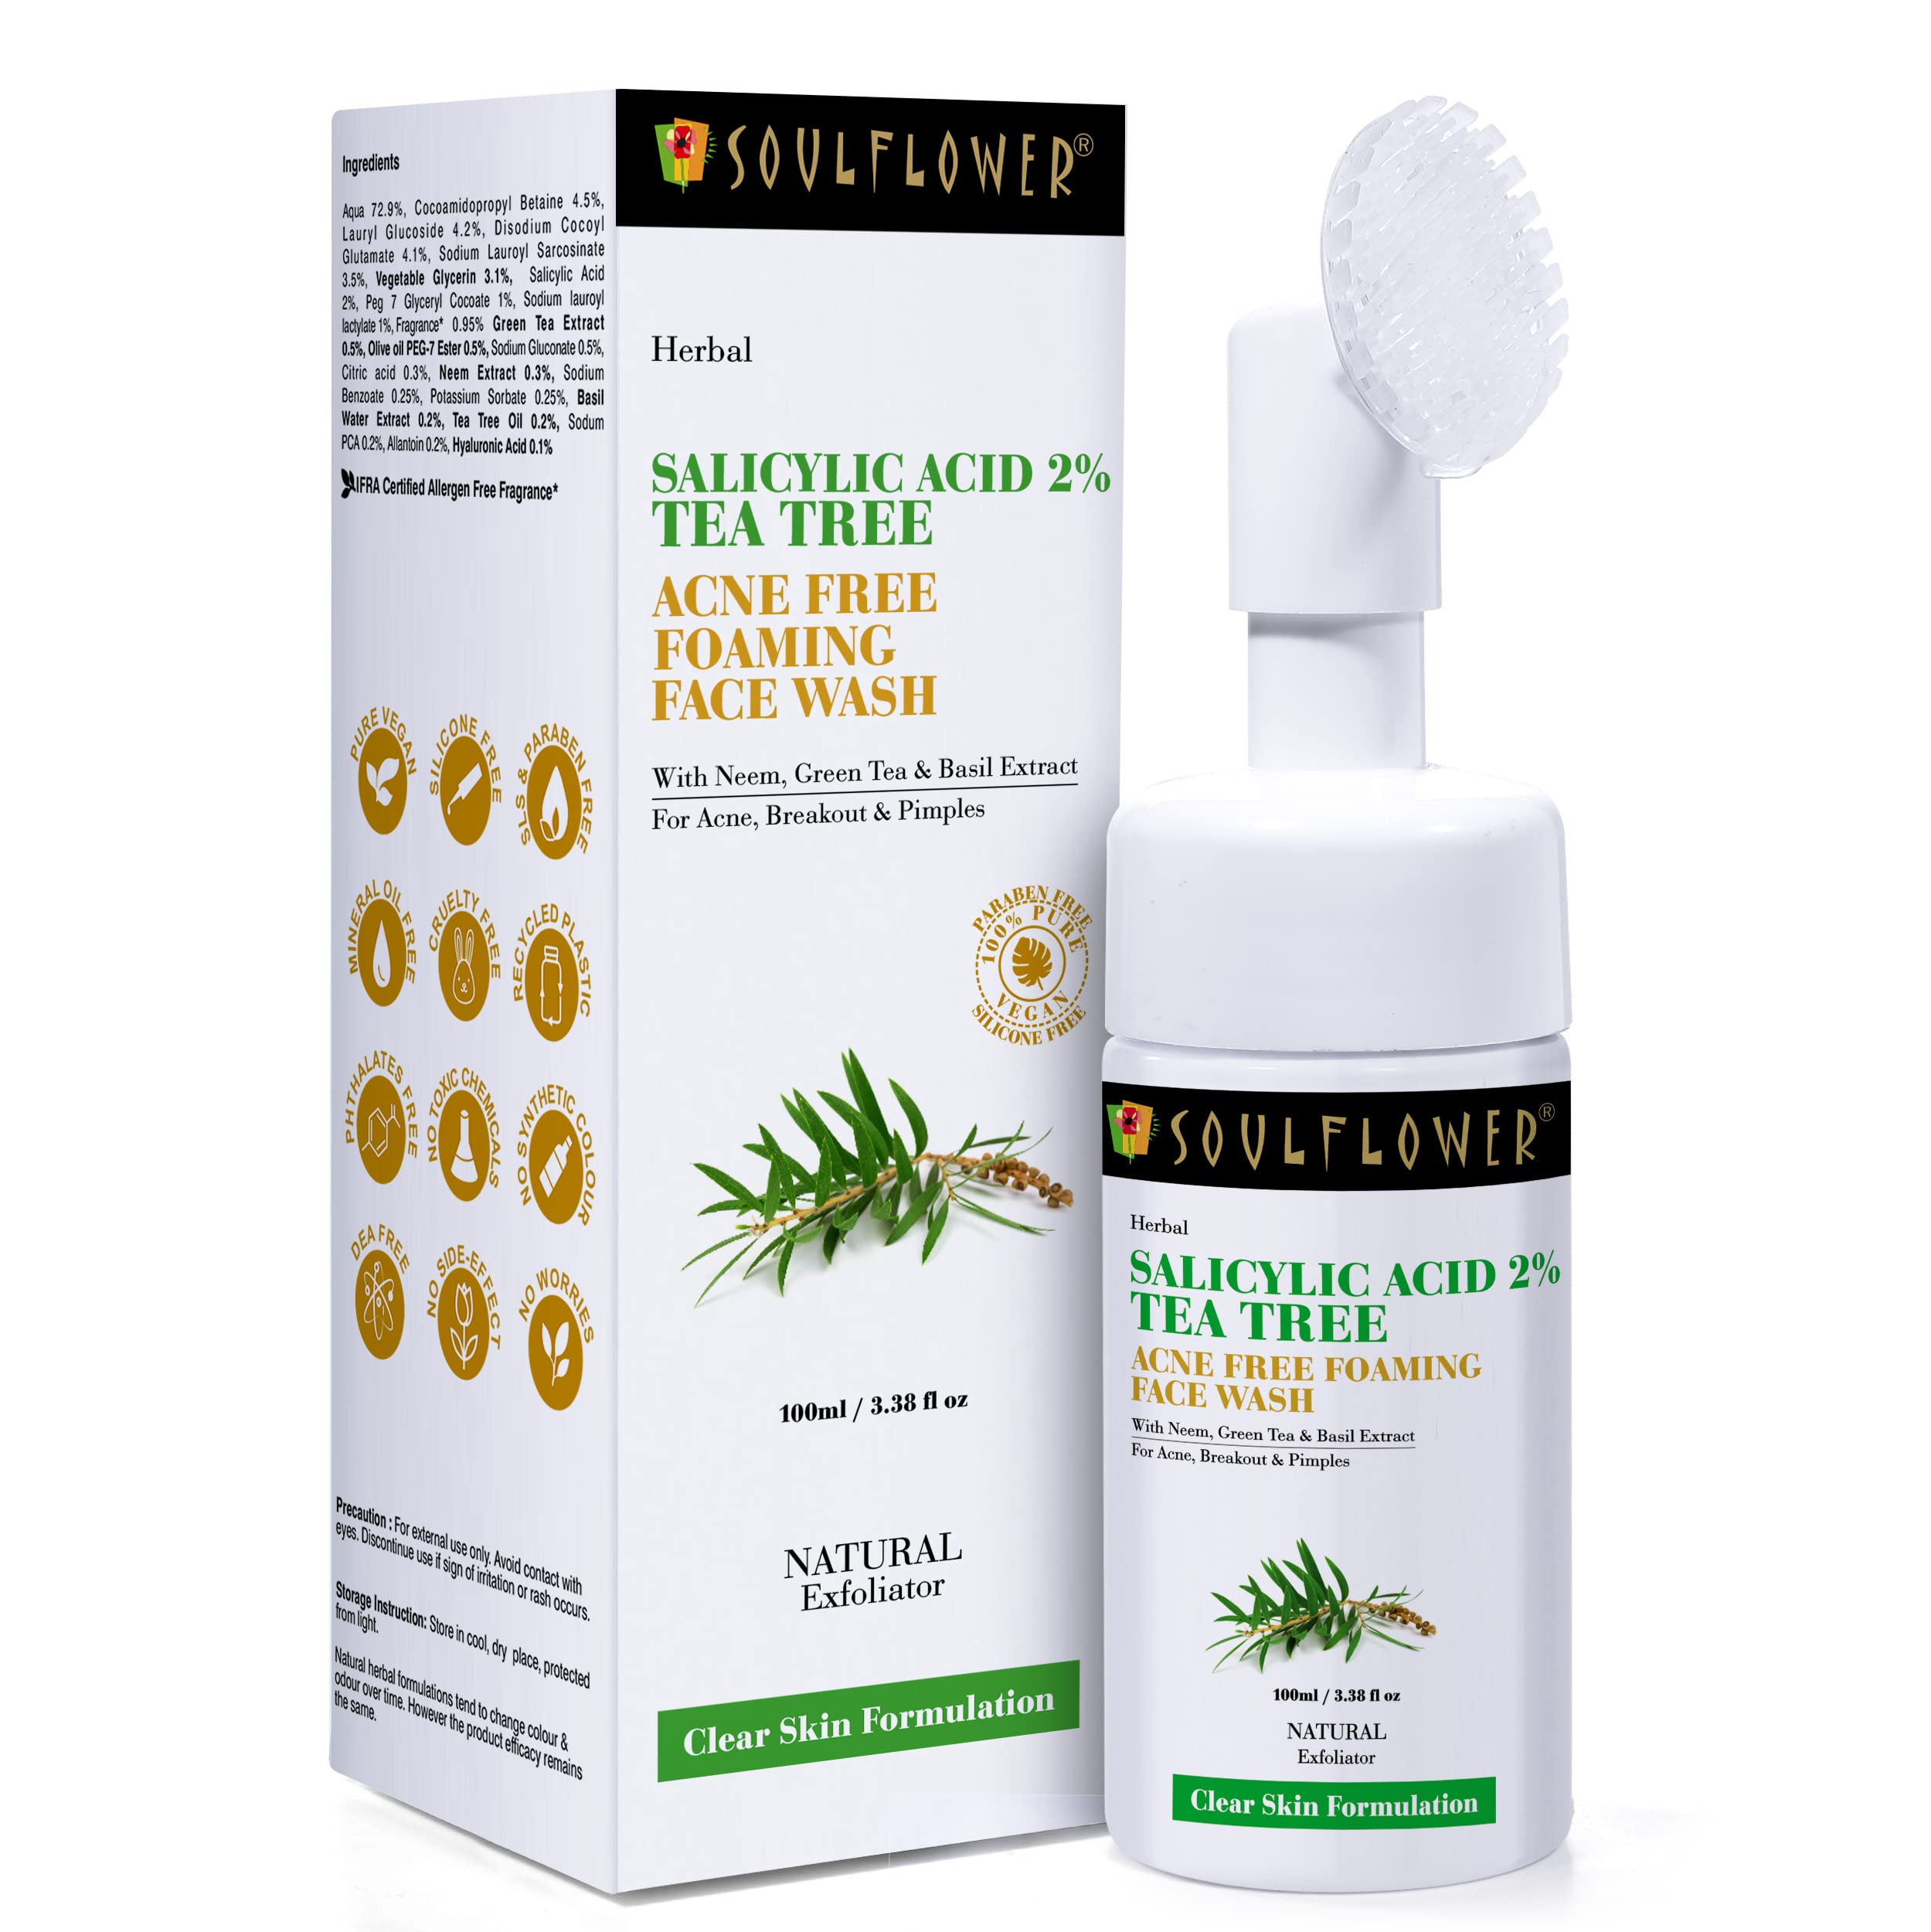 Ingredients
Aqua 72.9%, Cocoamidopropyl Betaine 4.5%,
Lauryl Glucoside 4.2%, Disodium Cocoyl
Glutamate 4.1%, Sodium Lauroyl Sarcosinate
3.5%, Vegetable Glycerin 3.1%, Salicylic Acid
2%, Peg 7 Glyceryl Cocoate 1%, Sodium lauroyl
lactylate 1%, Fragrance* 0.95% Green Tea Extract
0.5%, Olive oil PEG-7 Ester 0.5%, Sodium Gluconate 0.5%,
Citric acid 0.3%, Neem Extract 0.3%, Sodium
Benzoate 0.25%, Potassium Sorbate 0.25%, Basil
Water Extract 0.2%, Tea Tree Oil 0.2%, Sodum
PCA 0.2%, Allantoin 0.2%, Hyaluronic Acid 0.1%
IFRA Certified Allergen Free Fragrance*
PURE VEGAN
SILICONE FREE
SLS & PARABEN FREE
MINERAL OIL FREE
CRUELTY FREE
RECYCLED PLASTIC
PHTHALATES FREE
NO TOXIC CHEMICALS
NO SYNTHETIC COLOUR
DEA FREE
NO SIDE-EFFECT
NO WORRIES
Precaution : For external use only. Avoid contact with
eyes. Discontinue use if sign of irritation or rash occurs.
Storage Instruction: Store in cool, dry place, protected
from light.
Natural herbal formulations tend to change colour &
odour over time. However the product efficacy remains
the same.
SOULFLOWER®
Herbal
SALICYLIC ACID 2%
TEA TREE
ACNE FREE
FOAMING
FACE WASH
With Neem, Green Tea & Basil Extract
For Acne, Breakout & Pimples
PARABEN FREE
100% PURE
VEGAN
SILICONE FREE
100ml / 3.38 fl oz
NATURAL
Exfoliator
Clear Skin Formulation
SOULFLOWER®
Herbal
SALICYLIC ACID 2%
TEA TREE
ACNE FREE FOAMING
FACE WASH
With Neem, Green Tea & Basil Extract
For Acne, Breakout & Pimples
100ml / 3.38 fl oz
NATURAL
Exfoliator
Clear Skin Formulation